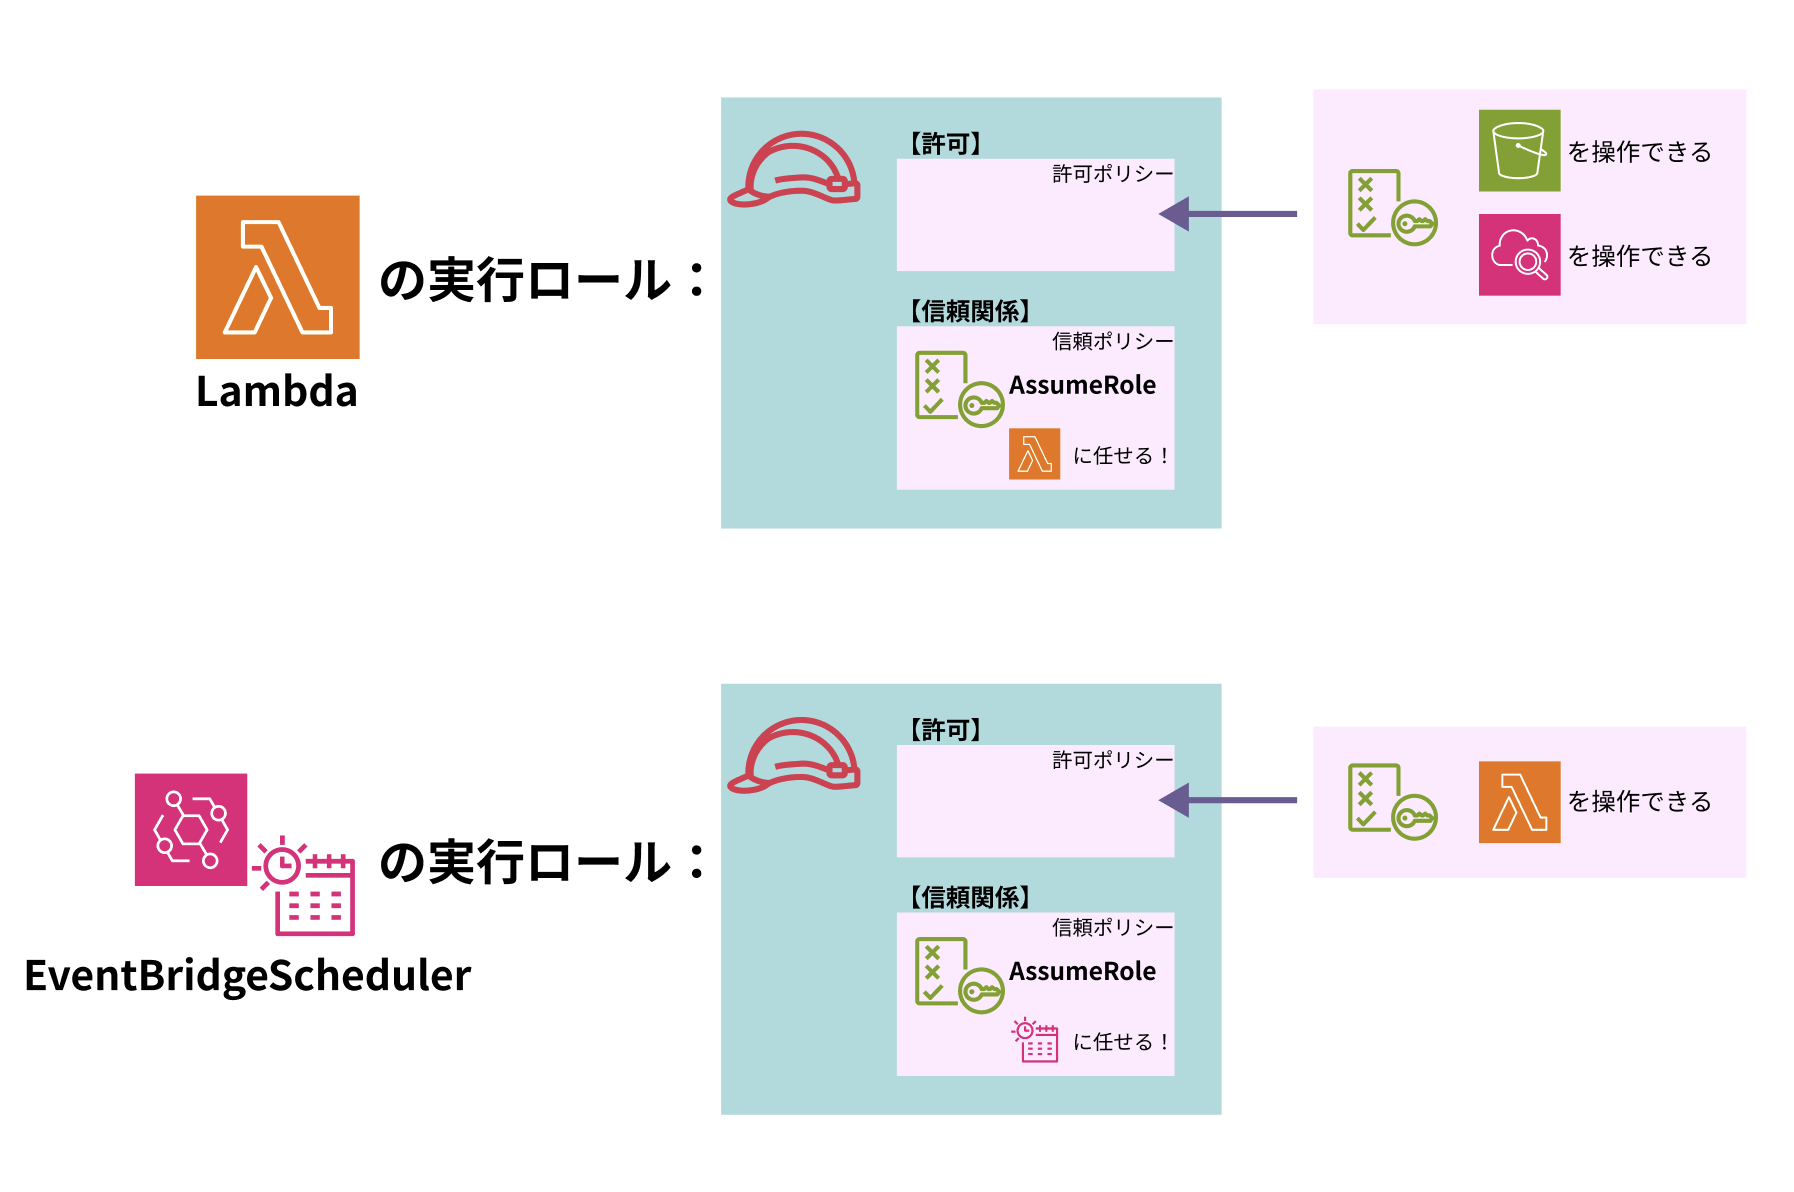 Lambda
の実行ロール：
【許可】
許可ポリシー
【信頼関係】
信頼ポリシー
AssumeRole
に任せる！
を操作できる
を操作できる
EventBridgeScheduler
の実行ロール：
【許可】
許可ポリシー
【信頼関係】
信頼ポリシー
AssumeRole
に任せる！
を操作できる